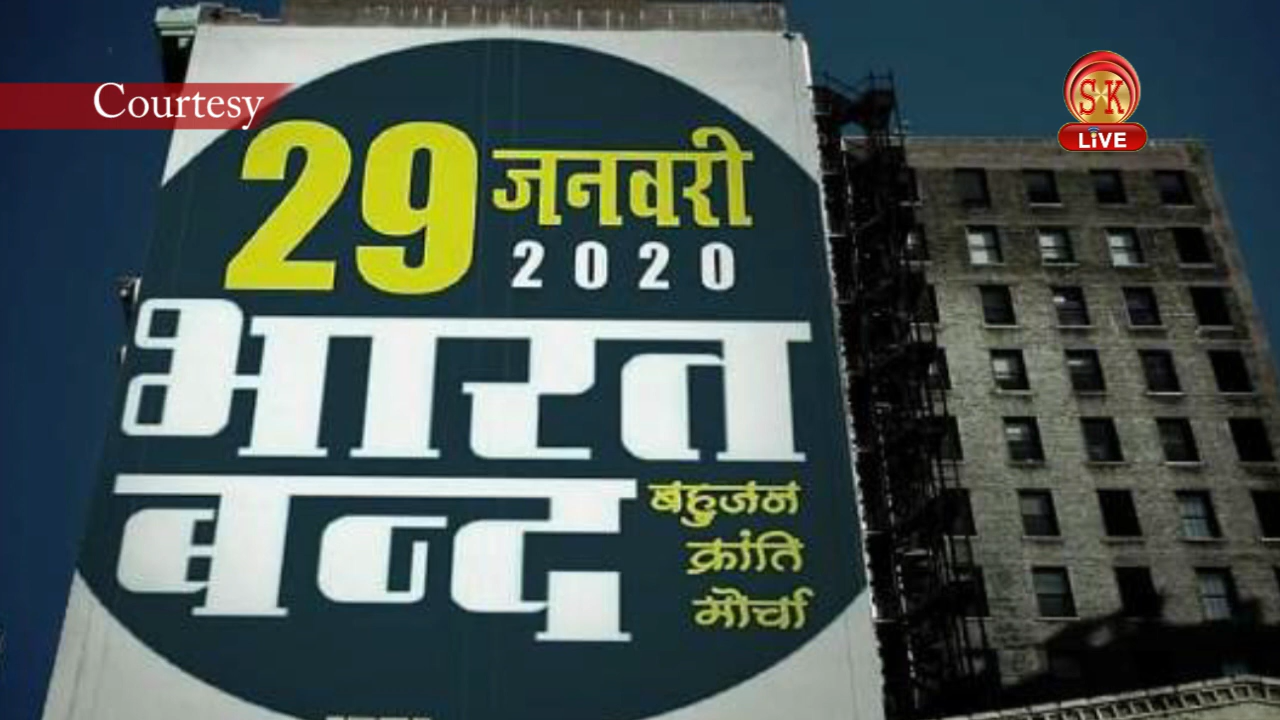 Courtesy
SK
LiVE
29 जनवरी
2020
भारत
बन्द
बहुजन
क्रांति
मोर्चा